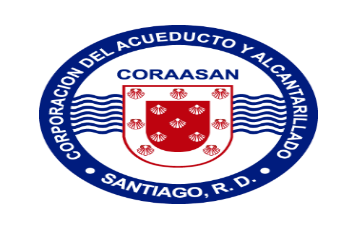 CORPORACION DEL ACUEDUCTO Y ALCANTARILLADO
CORAASAN
SANTIAGO, R. D.